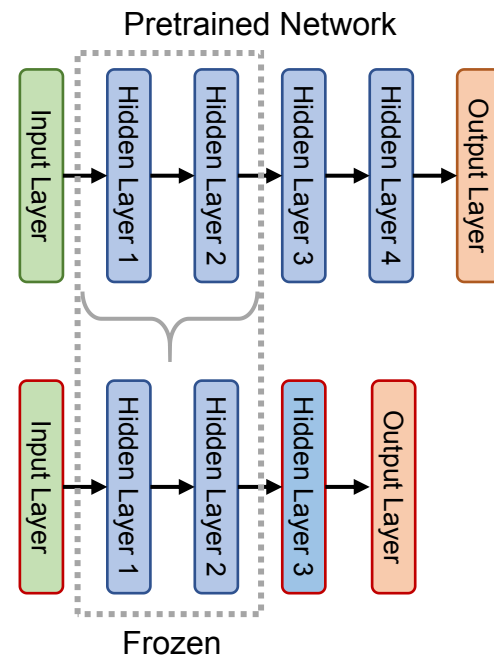 Pretrained Network
Input Layer
Hidden Layer 1
Hidden Layer 2
Hidden Layer 3
Hidden Layer 4
Output Layer
Input Layer
Hidden Layer 1
Hidden Layer 2
Hidden Layer 3
Output Layer
Frozen